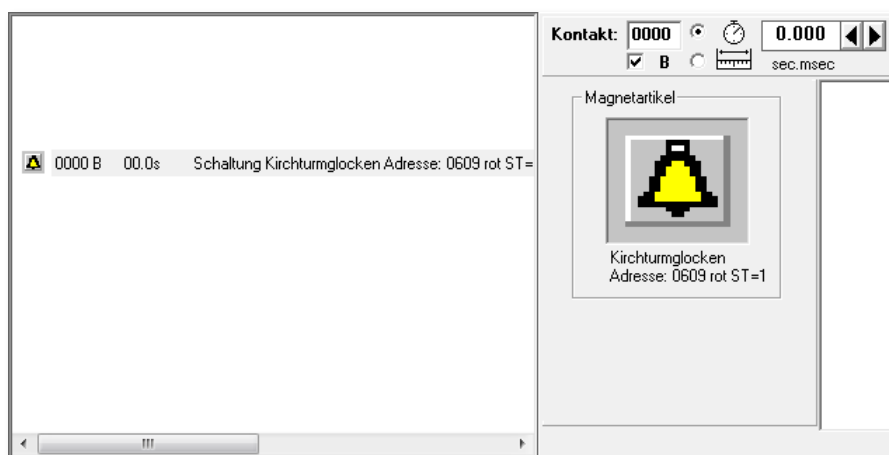 Kontakt: 0000 0.000
B sec.msec
Magnetartikel
0000 B 00.0s Schaltung Kirchturmglocken Adresse: 0609 rot ST=
Kirchturmglocken
Adresse: 0609 rot ST=1